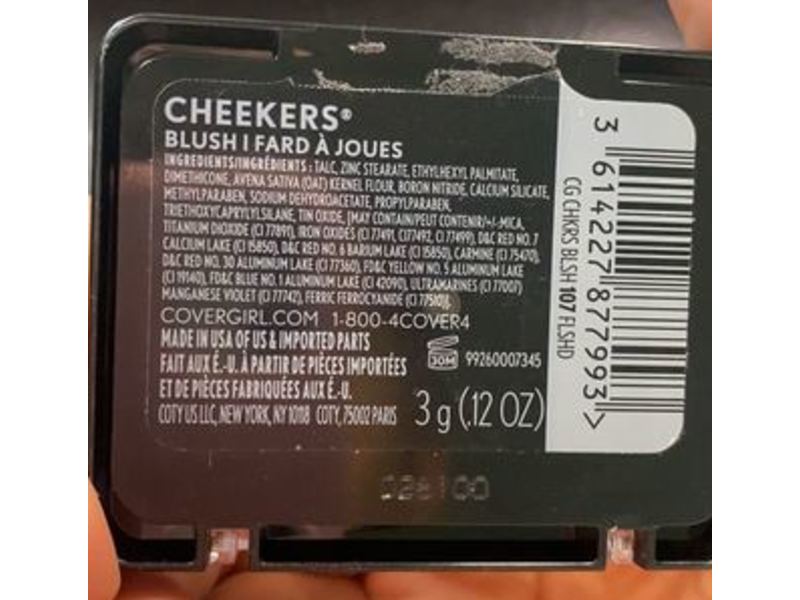 CHEEKERS®
BLUSH | FARD À JOUES
INGREDIENTS/INGRÉDIENTS : TALC, ZINC STEARATE, ETHYLHEXYL PALMITATE,
DIMETHICONE, AVENA SATIVA (OAT) KERNEL FLOUR, BORON NITRIDE, CALCIUM SILICATE,
METHYLPARABEN, SODIUM DEHYDROACETATE, PROPYLPARABEN,
TRIETHOXYCAPRYLYLSILANE, TIN OXIDE, [MAY CONTAIN/PEUT CONTENIR/+/-:MICA,
TITANIUM DIOXIDE (CI 77891), IRON OXIDES (CI 77491, CI77492, CI 77499), D&C RED NO. 7
CALCIUM LAKE (CI 15850), D&C RED NO. 6 BARIUM LAKE (CI 15850), CARMINE (CI 75470),
D&C RED NO. 30 ALUMINUM LAKE (CI 77360), FD&C YELLOW NO. 5 ALUMINUM LAKE
(CI 19140), FD&C BLUE NO. 1 ALUMINUM LAKE (CI 42090), ULTRAMARINES (CI 77007)
MANGANESE VIOLET (CI 77742), FERRIC FERROCYANIDE (CI 77510)].
COVERGIRL.COM 1-800-4COVER4
MADE IN USA OF US & IMPORTED PARTS
FAIT AUX É.-U. À PARTIR DE PIÈCES IMPORTÉES
ET DE PIÈCES FABRIQUÉES AUX É.-U.
30M 99260007345
COTY US LLC, NEW YORK, NY 10118 COTY, 75002 PARIS
3 g (.12 OZ)
CG CHKRS BLSH 107 FLSHD
3 614227 877993 >